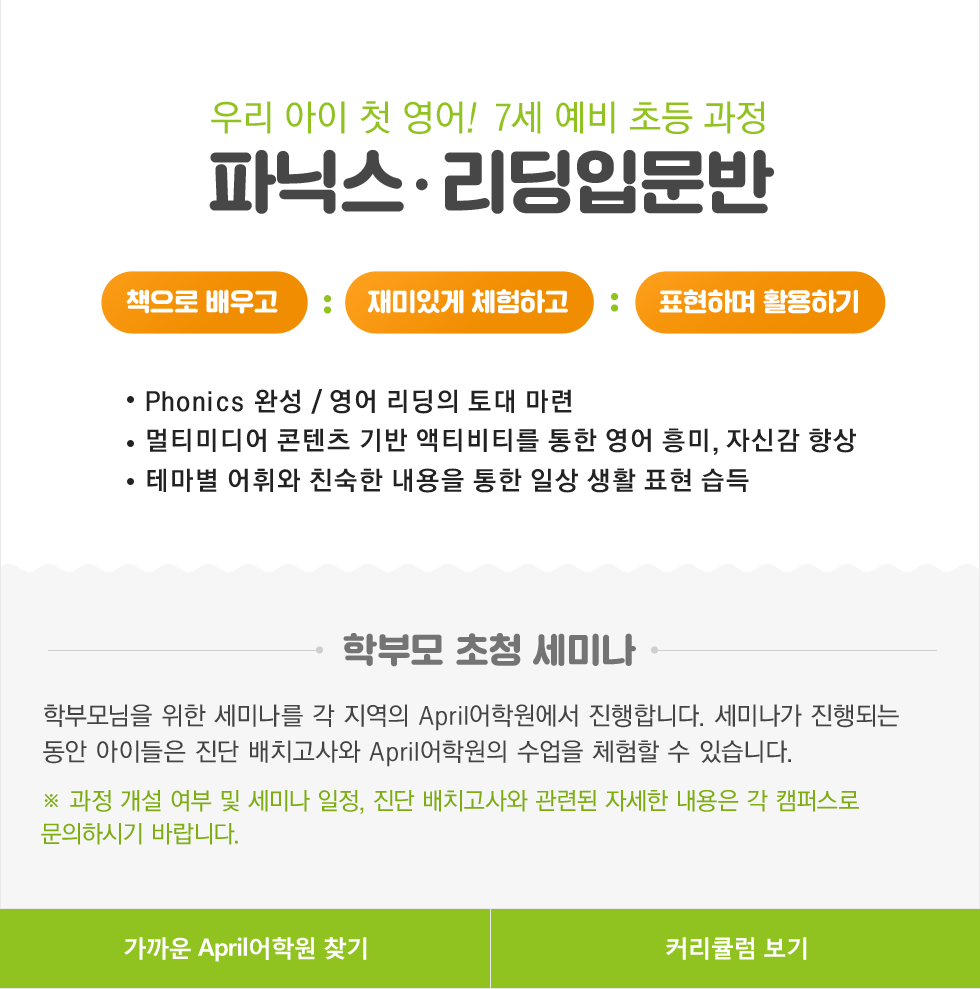 우리 아이 첫 영어! 7세 예비 초등 과정
파닉스·리딩입문반
책으로 배우고 : 재미있게 체험하고 : 표현하며 활용하기
• Phonics 완성 / 영어 리딩의 토대 마련
• 멀티미디어 콘텐츠 기반 액티비티를 통한 영어 흥미, 자신감 향상
• 테마별 어휘와 친숙한 내용을 통한 일상 생활 표현 습득
학부모 초청 세미나
학부모님을 위한 세미나를 각 지역의 April어학원에서 진행합니다. 세미나가 진행되는
동안 아이들은 진단 배치고사와 April어학원의 수업을 체험할 수 있습니다.
※ 과정 개설 여부 및 세미나 일정, 진단 배치고사와 관련된 자세한 내용은 각 캠퍼스로
문의하시기 바랍니다.
가까운 April어학원 찾기
커리큘럼 보기